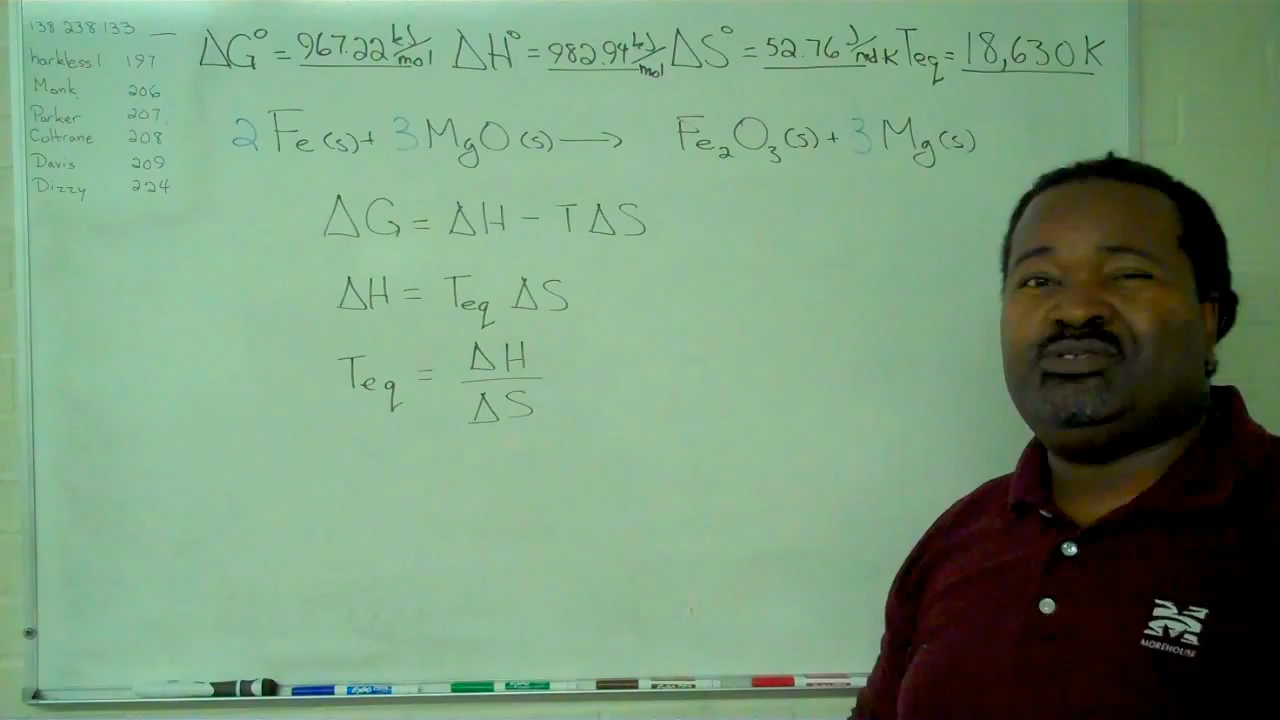 138 238 133 —
harkless1 197
Monk 206
Parker 207
Coltrane 208
Davis 209
Dizzy 224
ΔG° = 967.22 kJ/mol ΔH° = 982.94 kJ/mol ΔS° = 52.76 J/mol K Teq = 18,630 K
2 Fe(s) + 3 MgO(s) → Fe₂O₃(s) + 3 Mg(s)
ΔG = ΔH − TΔS
ΔH = Teq ΔS
Teq = ΔH / ΔS
MOREHOUSE